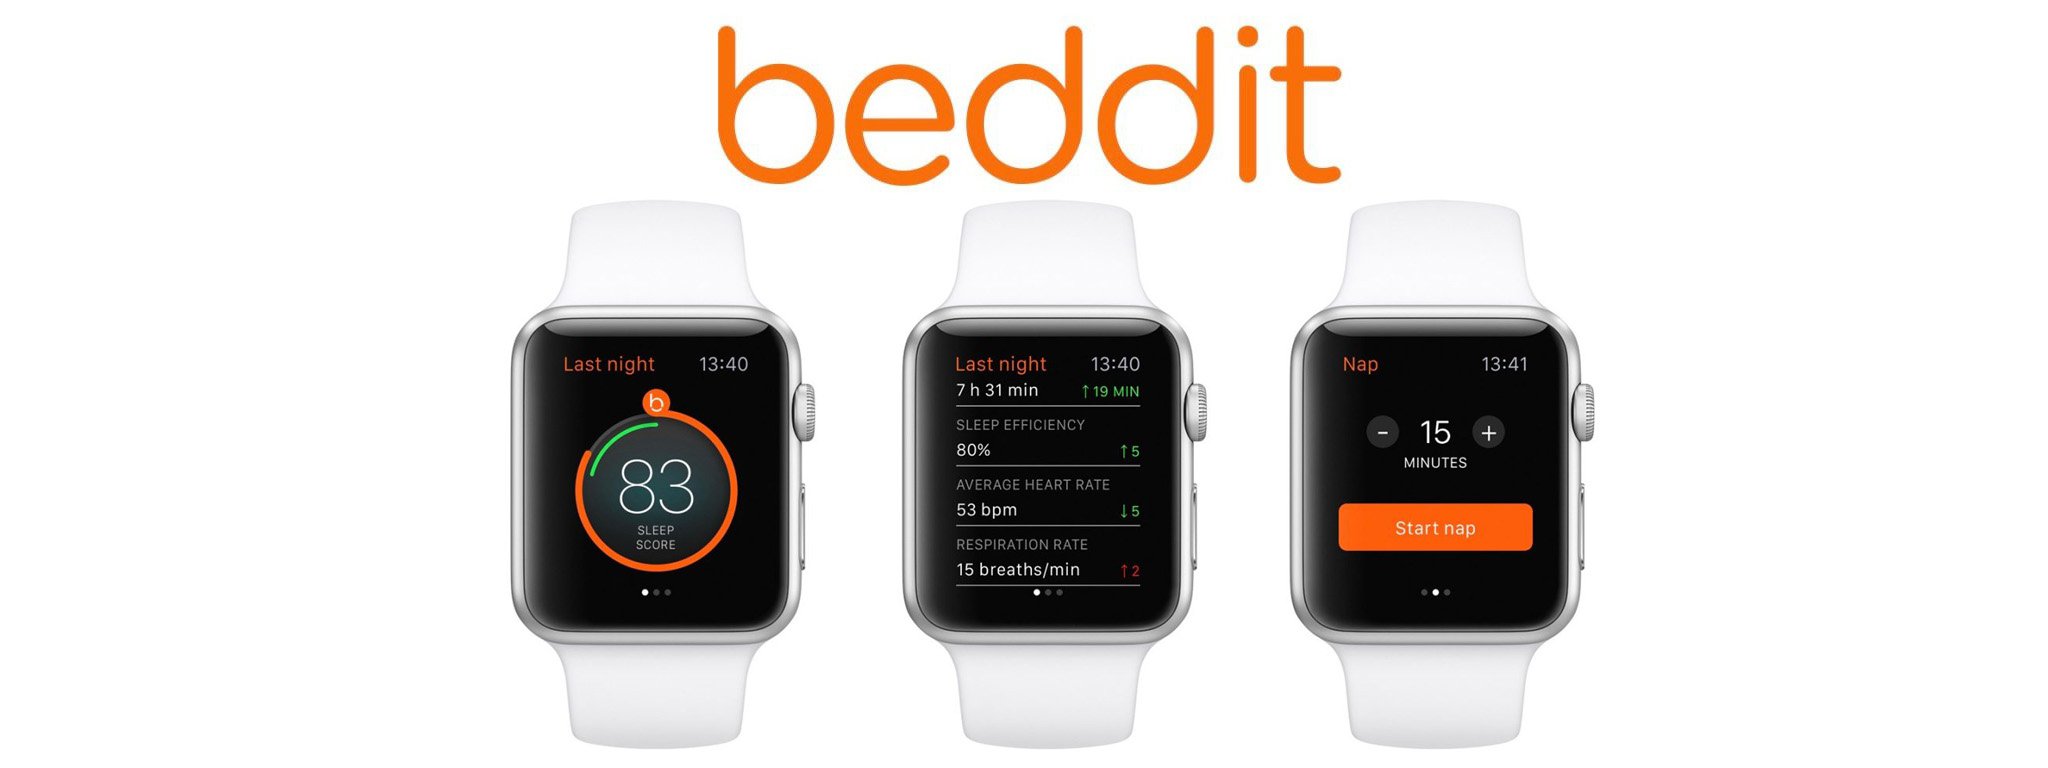 beddit
Last night 13:40
b
83
SLEEP
SCORE
Last night 13:40
7 h 31 min ↑19 MIN
SLEEP EFFICIENCY
80% ↑5
AVERAGE HEART RATE
53 bpm ↓5
RESPIRATION RATE
15 breaths/min ↑2
Nap 13:41
- 15 +
MINUTES
Start nap